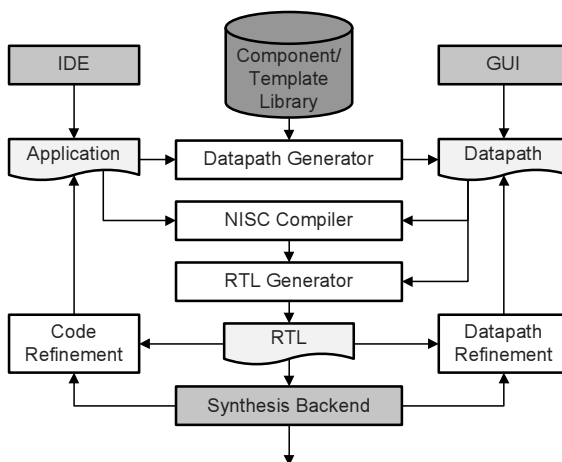 IDE
Component/
Template
Library
GUI
Application
Datapath Generator
Datapath
NISC Compiler
RTL Generator
Code
Refinement
RTL
Datapath
Refinement
Synthesis Backend